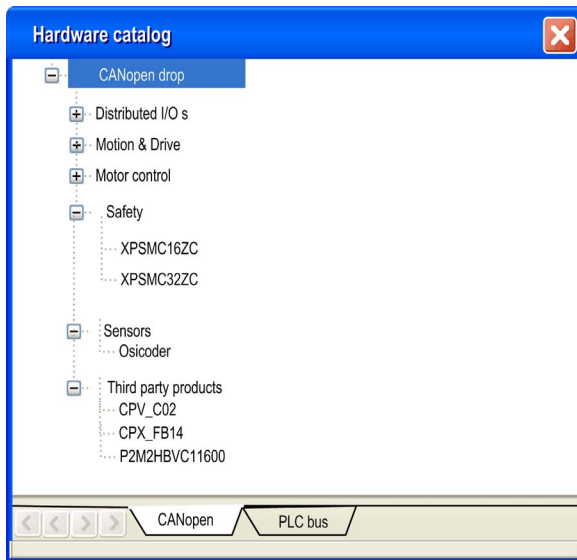 Hardware catalog
CANopen drop
Distributed I/O s
Motion & Drive
Motor control
Safety
XPSMC16ZC
XPSMC32ZC
Sensors
Osicoder
Third party products
CPV_C02
CPX_FB14
P2M2HBVC11600
CANopen PLC bus